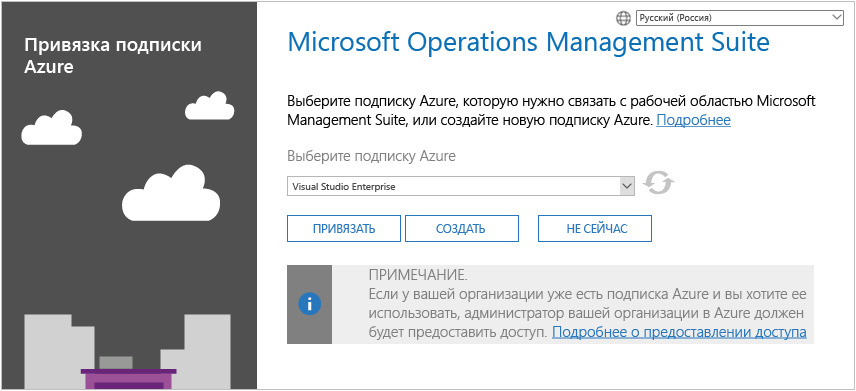 Русский (Россия)
Привязка подписки
Azure
Microsoft Operations Management Suite
Выберите подписку Azure, которую нужно связать с рабочей областью Microsoft
Management Suite, или создайте новую подписку Azure. Подробнее
Выберите подписку Azure
Visual Studio Enterprise
ПРИВЯЗАТЬ СОЗДАТЬ НЕ СЕЙЧАС
ПРИМЕЧАНИЕ.
Если у вашей организации уже есть подписка Azure и вы хотите ее
использовать, администратор вашей организации в Azure должен
будет предоставить доступ. Подробнее о предоставлении доступа